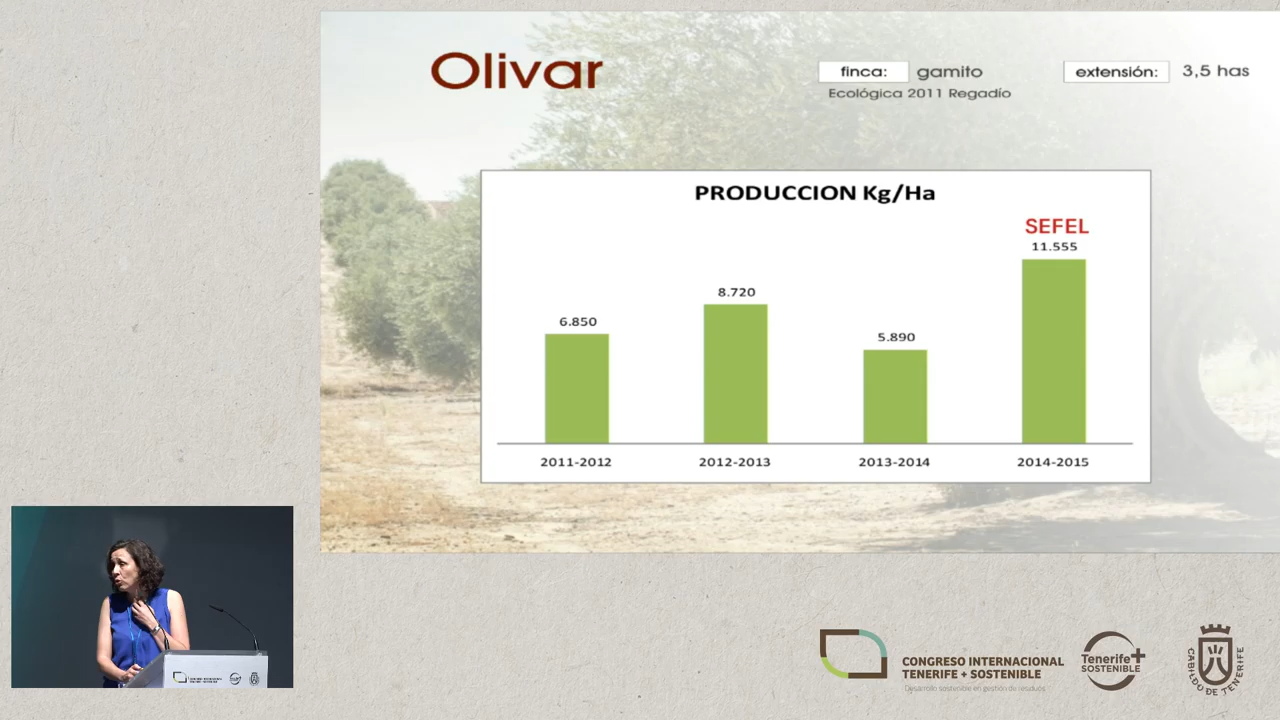 Olivar
finca: gamito
extensión: 3,5 has
Ecológica 2011 Regadío
PRODUCCION Kg/Ha
SEFEL
11.555
8.720
6.850
5.890
2011-2012
2012-2013
2013-2014
2014-2015
CONGRESO INTERNACIONAL
TENERIFE + SOSTENIBLE
Desarrollo sostenible en gestión de residuos
Tenerife+
SOSTENIBLE
CABILDO DE TENERIFE